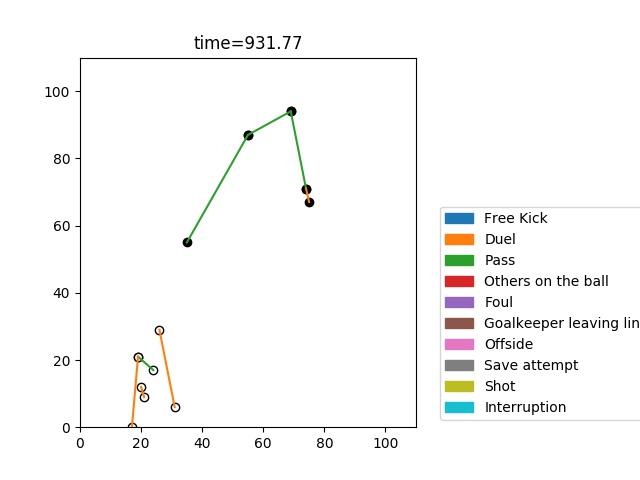 time=931.77
100
80
60
40
20
0
0 20 40 60 80 100
Free Kick
Duel
Pass
Others on the ball
Foul
Goalkeeper leaving lin
Offside
Save attempt
Shot
Interruption